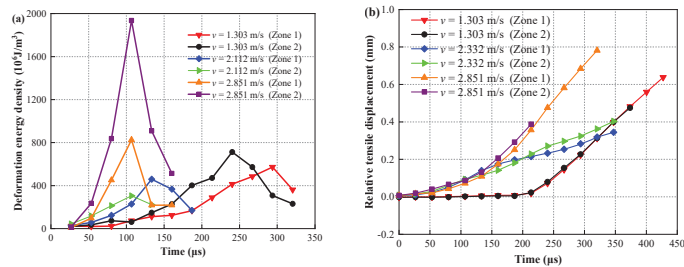 (a)
2000
1600
1200
800
400
0
0 50 100 150 200 250 300 350
Deformation energy density (10⁶J/m³)
Time (μs)
v = 1.303 m/s (Zone 1)
v = 1.303 m/s (Zone 2)
v = 2.112 m/s (Zone 1)
v = 2.112 m/s (Zone 2)
v = 2.851 m/s (Zone 1)
v = 2.851 m/s (Zone 2)
(b)
1.0
0.8
0.6
0.4
0.2
0.0
-0.2
0 50 100 150 200 250 300 350 400 450
Relative tensile displacement (mm)
Time (μs)
v = 1.303 m/s (Zone 1)
v = 1.303 m/s (Zone 2)
v = 2.332 m/s (Zone 1)
v = 2.332 m/s (Zone 2)
v = 2.851 m/s (Zone 1)
v = 2.851 m/s (Zone 2)